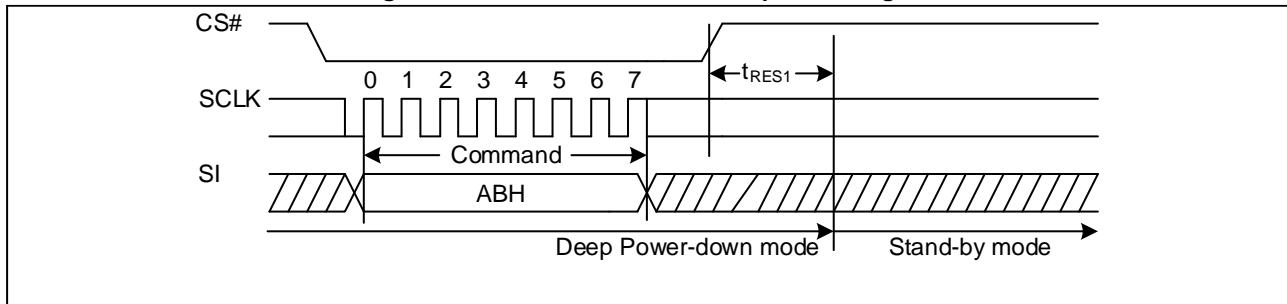 CS#
tRES1
0 1 2 3 4 5 6 7
SCLK
Command
SI
ABH
Deep Power-down mode Stand-by mode